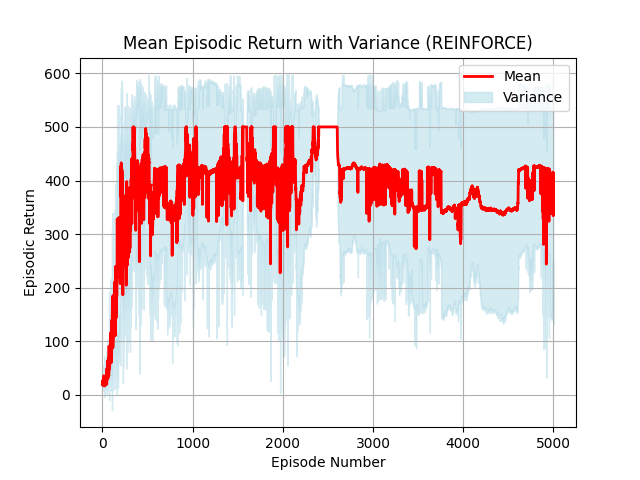 Mean Episodic Return with Variance (REINFORCE)
Mean
Variance
Episodic Return
600
500
400
300
200
100
0
0 1000 2000 3000 4000 5000
Episode Number